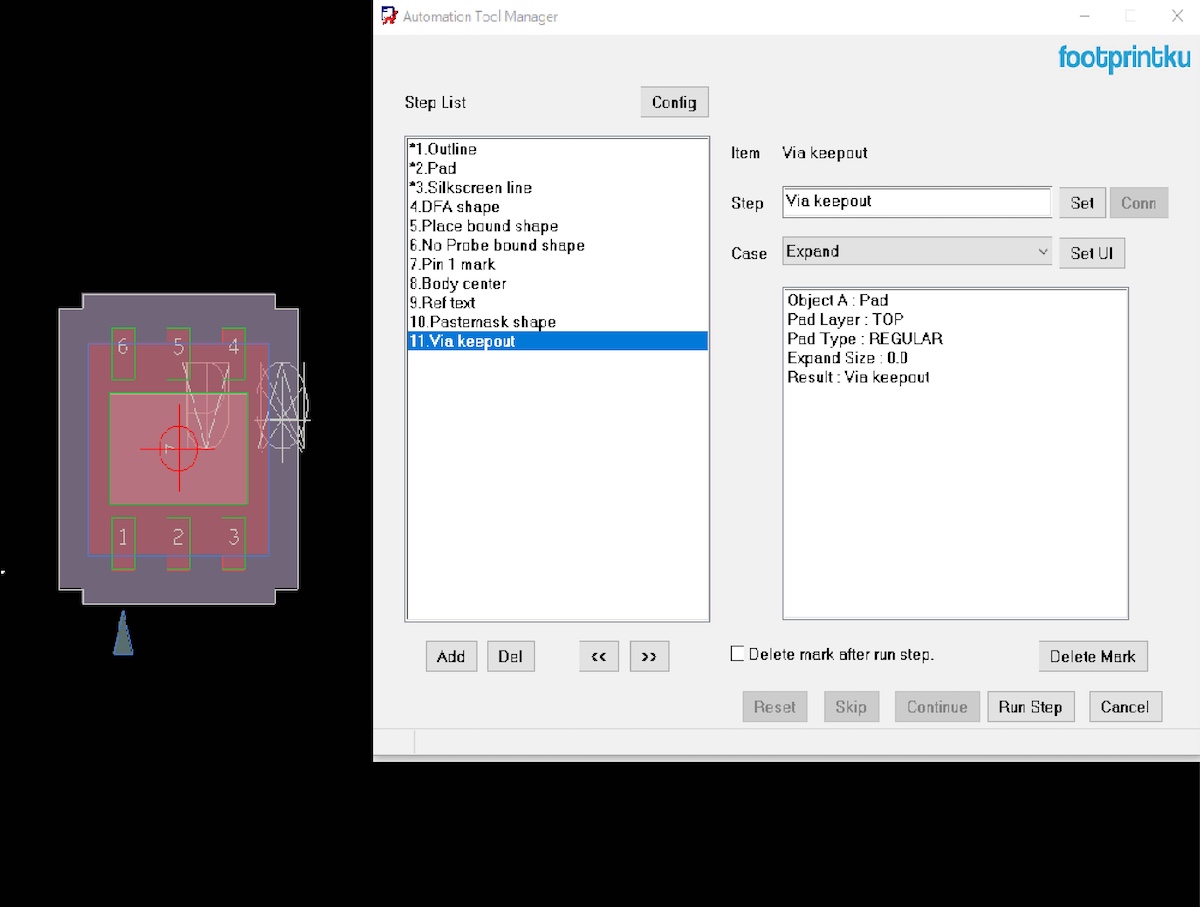 Automation Tool Manager
footprintku
Step List
Config
*1.Outline
*2.Pad
*3.Silkscreen line
4.DFA shape
5.Place bound shape
6.No Probe bound shape
7.Pin 1 mark
8.Body center
9.Ref text
10.Pastemask shape
11.Via keepout
Item Via keepout
Step Via keepout Set Conn
Case Expand Set UI
Object A : Pad
Pad Layer : TOP
Pad Type : REGULAR
Expand Size : 0.0
Result : Via keepout
Add Del << >>
Delete mark after run step.
Delete Mark
Reset Skip Continue Run Step Cancel
6 5 4
1 2 3